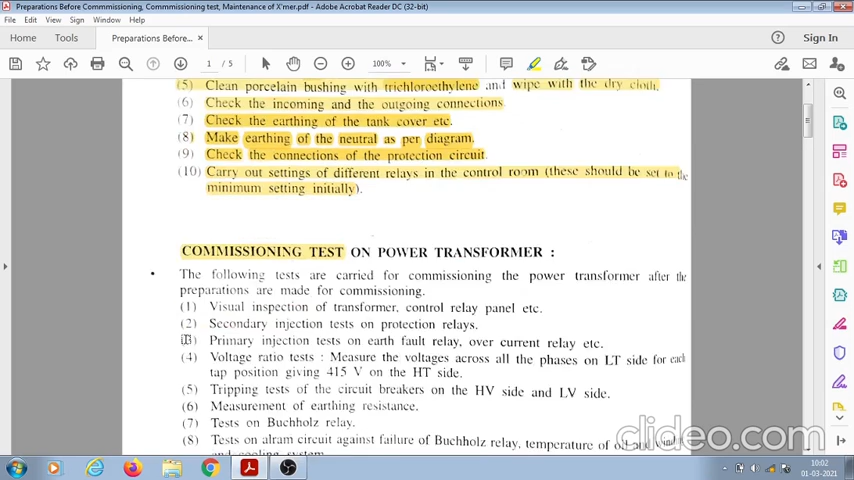 Preparations Before Commmissioning, Commmissioning test, Maintenance of X'mer.pdf - Adobe Acrobat Reader DC (32-bit)
File Edit View Sign Window Help
Home Tools Preparations Before... × Sign In
1 / 5 100%
(5) Clean porcelain bushing with trichloroethylene and wipe with the dry cloth.
(6) Check the incoming and the outgoing connections.
(7) Check the earthing of the tank cover etc.
(8) Make earthing of the neutral as per diagram.
(9) Check the connections of the protection circuit.
(10) Carry out settings of different relays in the control room (these should be set to the
minimum setting initially).
COMMISSIONING TEST ON POWER TRANSFORMER :
• The following tests are carried for commissioning the power transformer after the
preparations are made for commissioning.
(1) Visual inspection of transformer, control relay panel etc.
(2) Secondary injection tests on protection relays.
(3) Primary injection tests on earth fault relay, over current relay etc.
(4) Voltage ratio tests : Measure the voltages across all the phases on LT side for each
tap position giving 415 V on the HT side.
(5) Tripping tests of the circuit breakers on the HV side and LV side.
(6) Measurement of earthing resistance.
(7) Tests on Buchholz relay.
(8) Tests on alram circuit against failure of Buchholz relay, temperature of oil and
and cooling system
clideo.com
10:02
01-03-2021